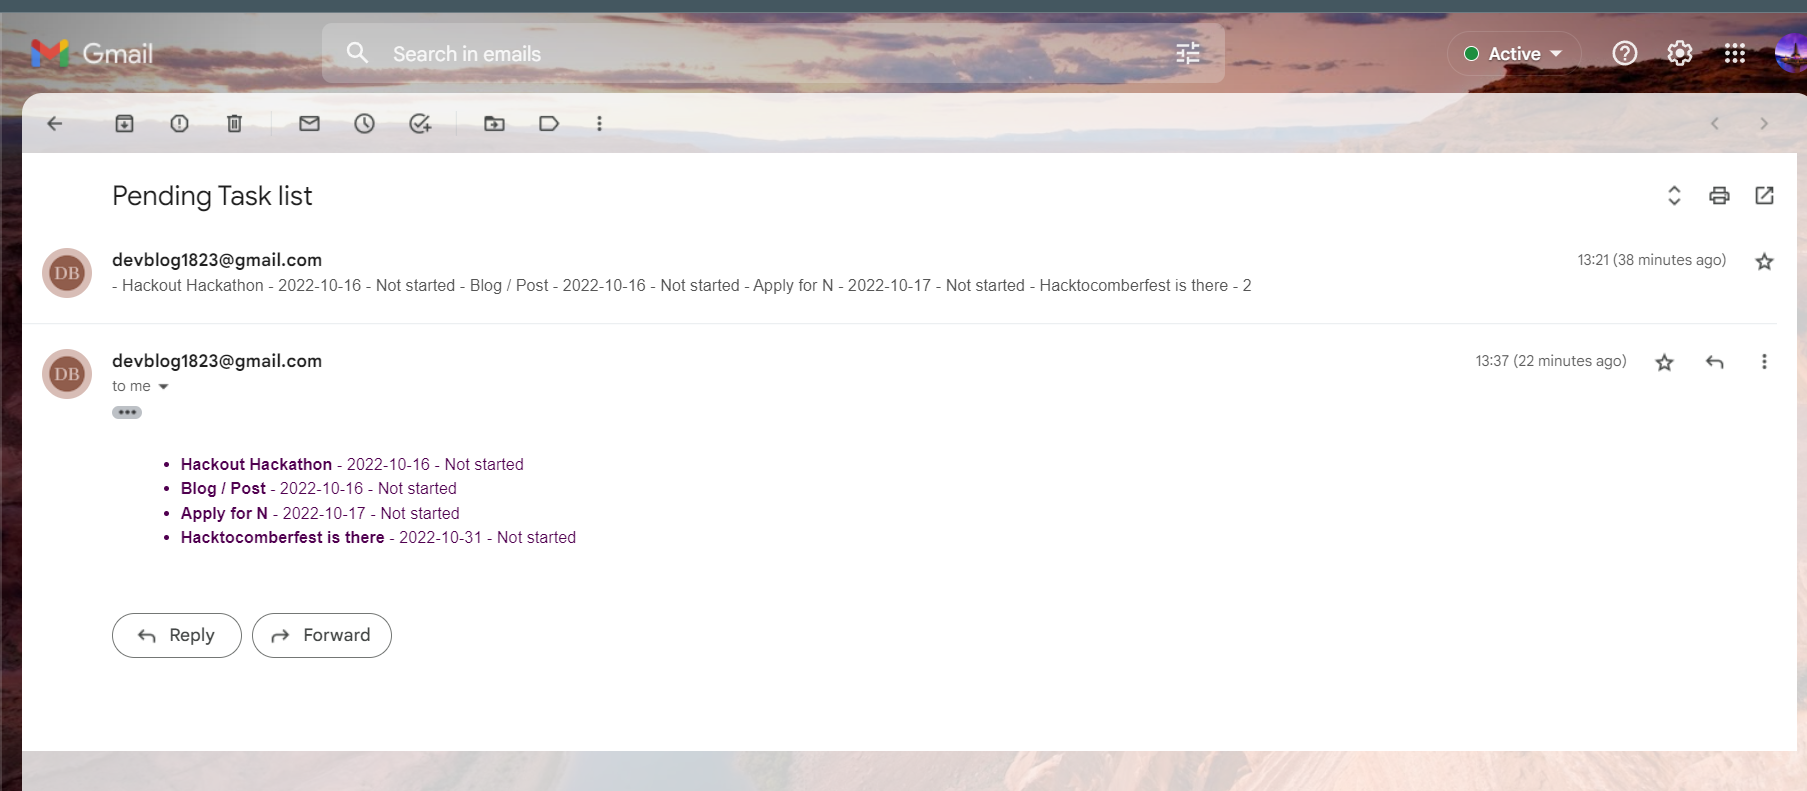 Gmail
Search in emails
Active
Pending Task list
devblog1823@gmail.com
13:21 (38 minutes ago)
- Hackout Hackathon - 2022-10-16 - Not started - Blog / Post - 2022-10-16 - Not started - Apply for N - 2022-10-17 - Not started - Hacktocomberfest is there - 2
DB
devblog1823@gmail.com
13:37 (22 minutes ago)
DB
to me
• Hackout Hackathon - 2022-10-16 - Not started
• Blog / Post - 2022-10-16 - Not started
• Apply for N - 2022-10-17 - Not started
• Hacktocomberfest is there - 2022-10-31 - Not started
Reply
Forward